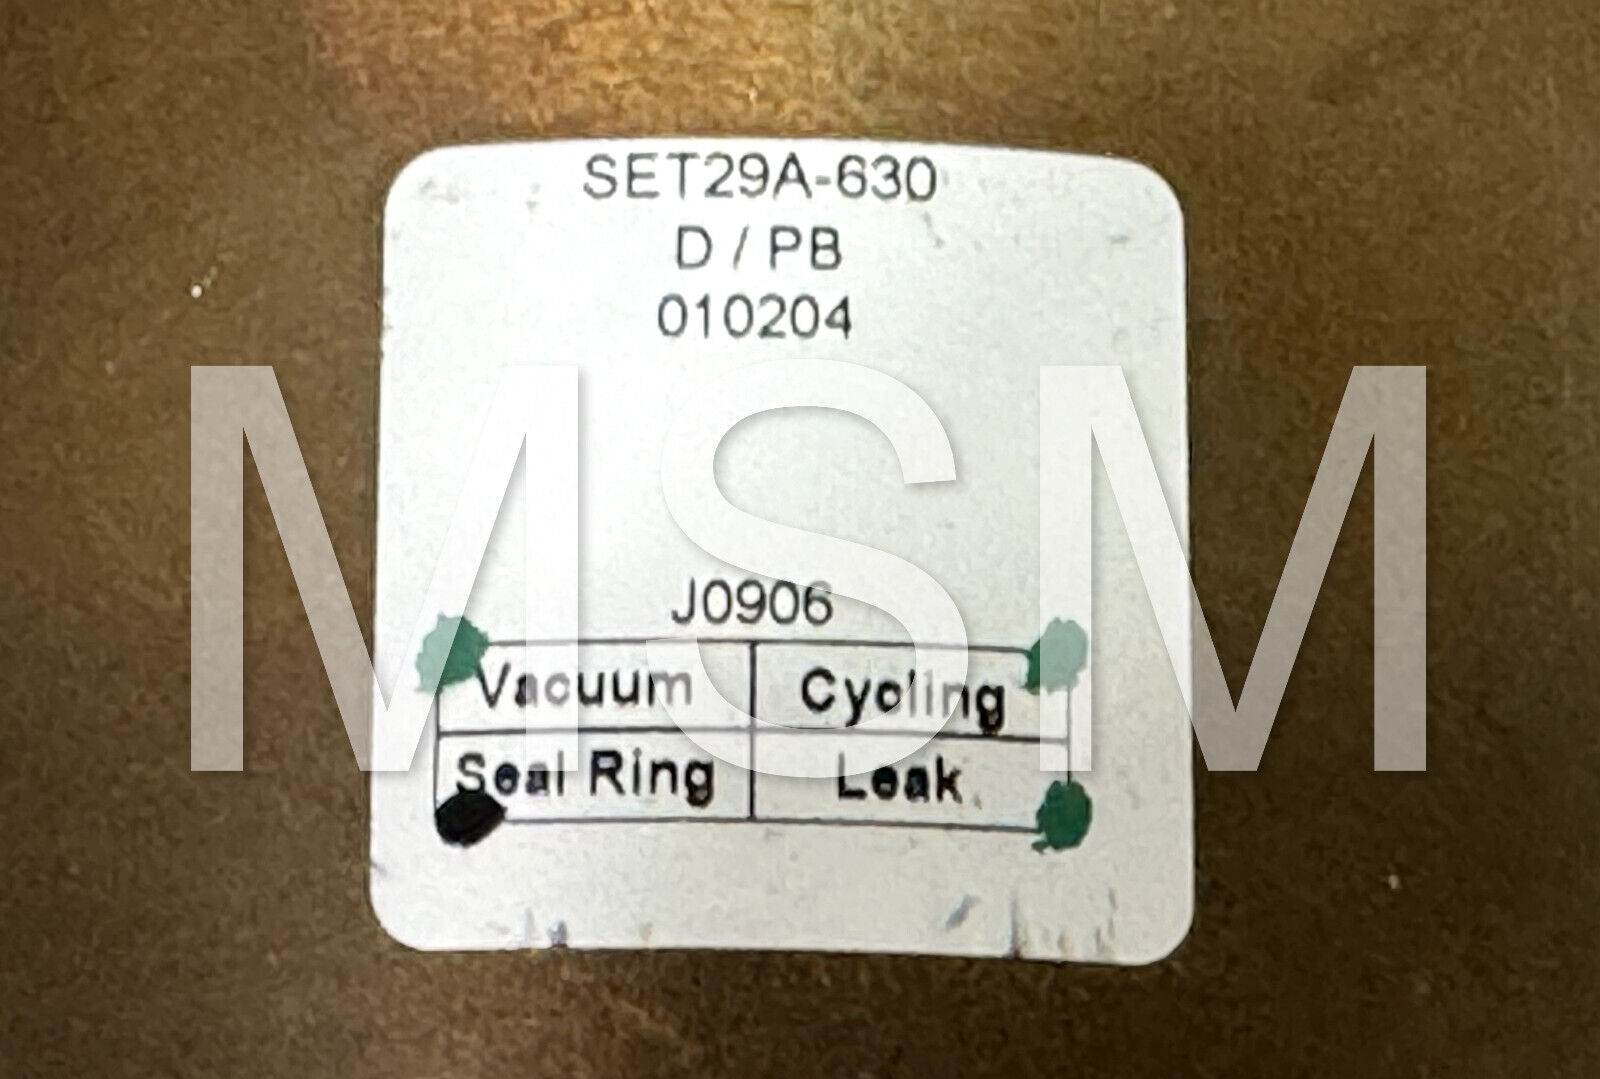 SET29A-630
D / PB
010204
MSM
J0906
Vacuum Cycling
Seal Ring Leak